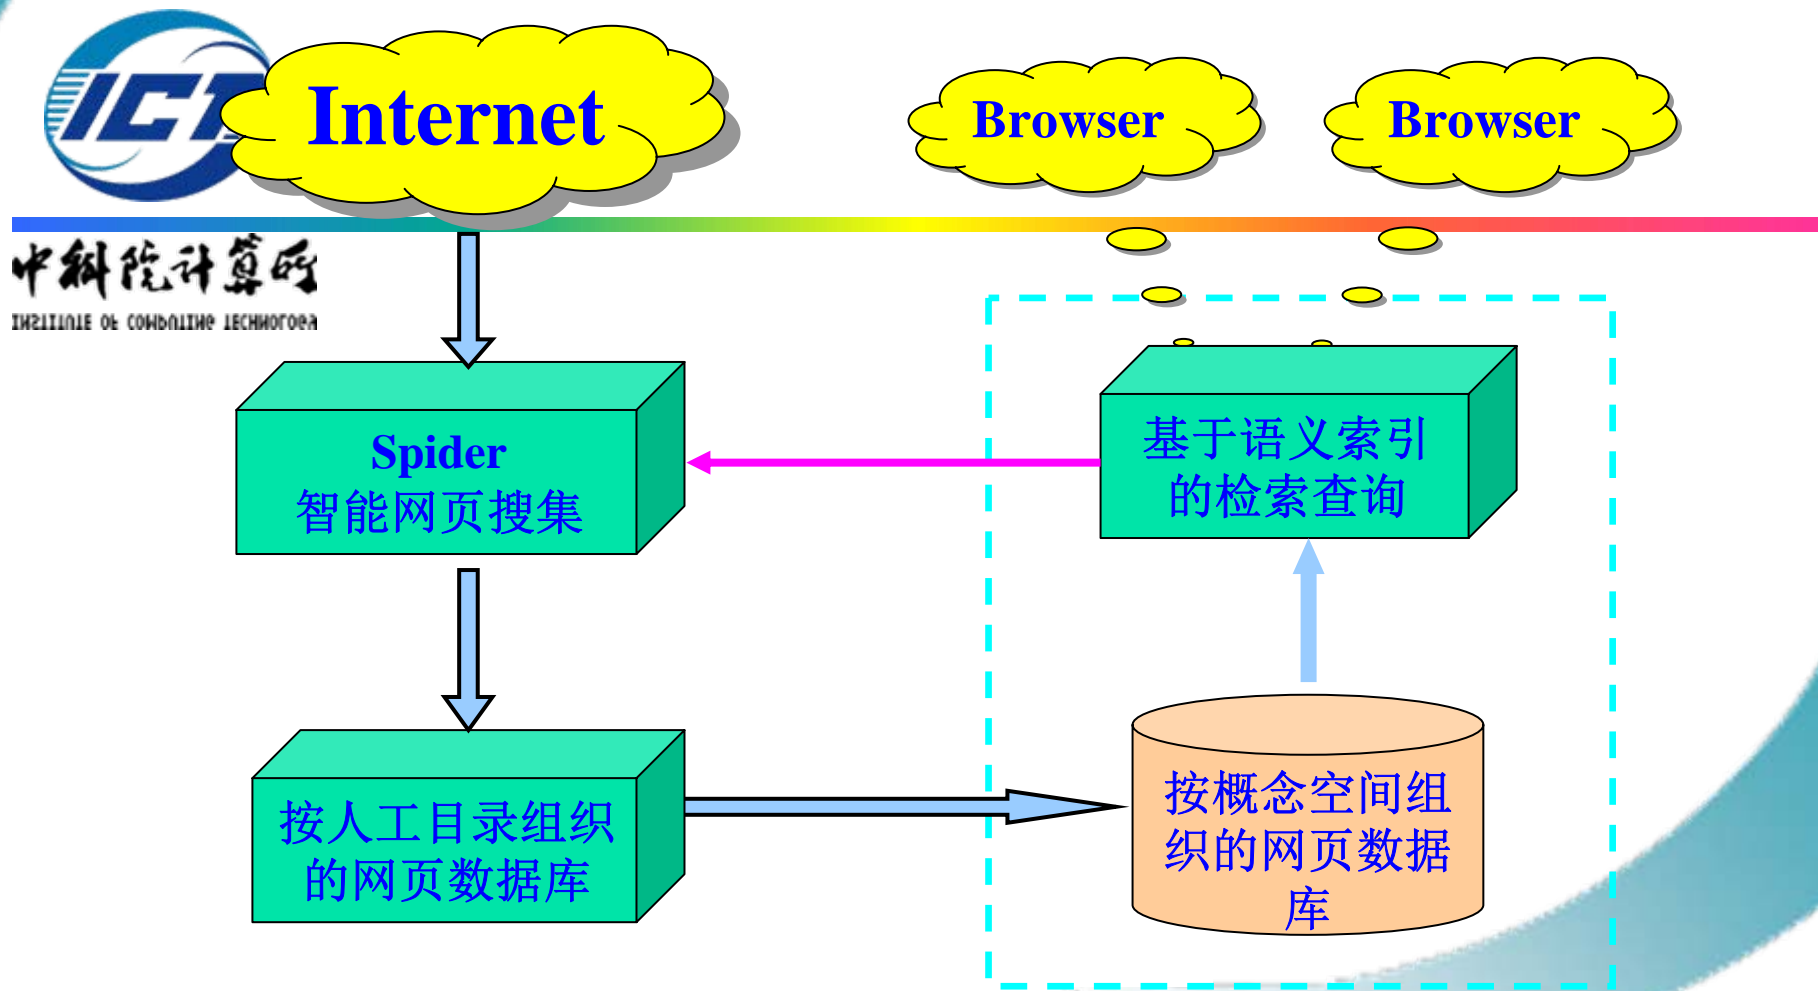 Internet
Browser
Browser
中科院计算所
INSTITUTE OF COMPUTING TECHNOLOGY
Spider
智能网页搜集
基于语义索引
的检索查询
按人工目录组织
的网页数据库
按概念空间组
织的网页数据
库